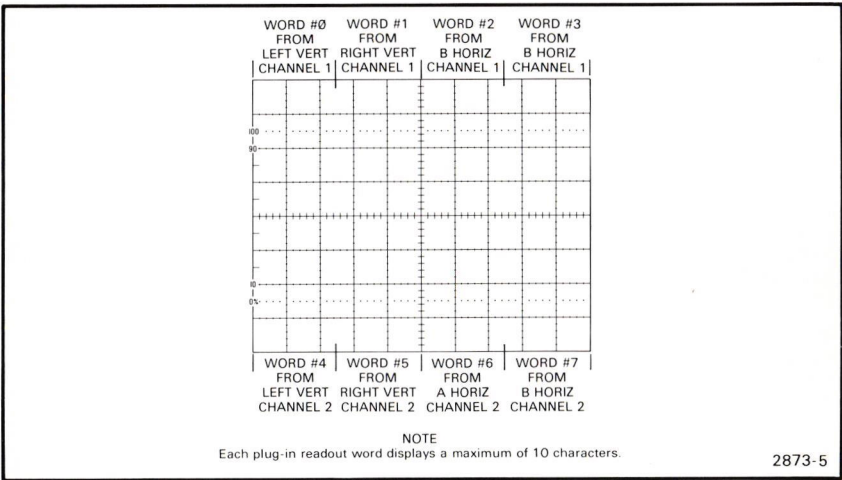 WORD #Ø WORD #1 WORD #2 WORD #3
FROM FROM FROM FROM
LEFT VERT RIGHT VERT B HORIZ B HORIZ
CHANNEL 1 CHANNEL 1 CHANNEL 1 CHANNEL 1
100
90
10
0%
WORD #4 WORD #5 WORD #6 WORD #7
FROM FROM FROM FROM
LEFT VERT RIGHT VERT A HORIZ B HORIZ
CHANNEL 2 CHANNEL 2 CHANNEL 2 CHANNEL 2
NOTE
Each plug-in readout word displays a maximum of 10 characters.
2873-5